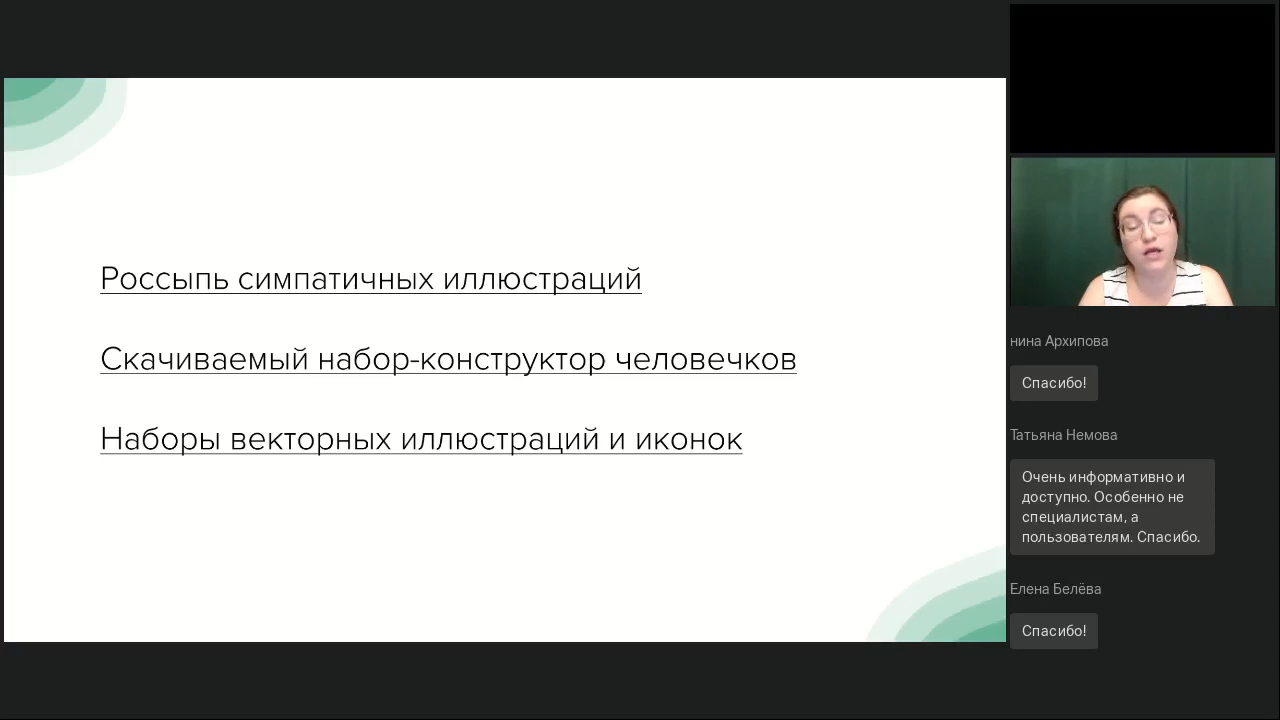 Россыпь симпатичных иллюстраций
Скачиваемый набор-конструктор человечков
Наборы векторных иллюстраций и иконок
нина Архипова
Спасибо!
Татьяна Немова
Очень информативно и
доступно. Особенно не
специалистам, а
пользователям. Спасибо.
Елена Белёва
Спасибо!